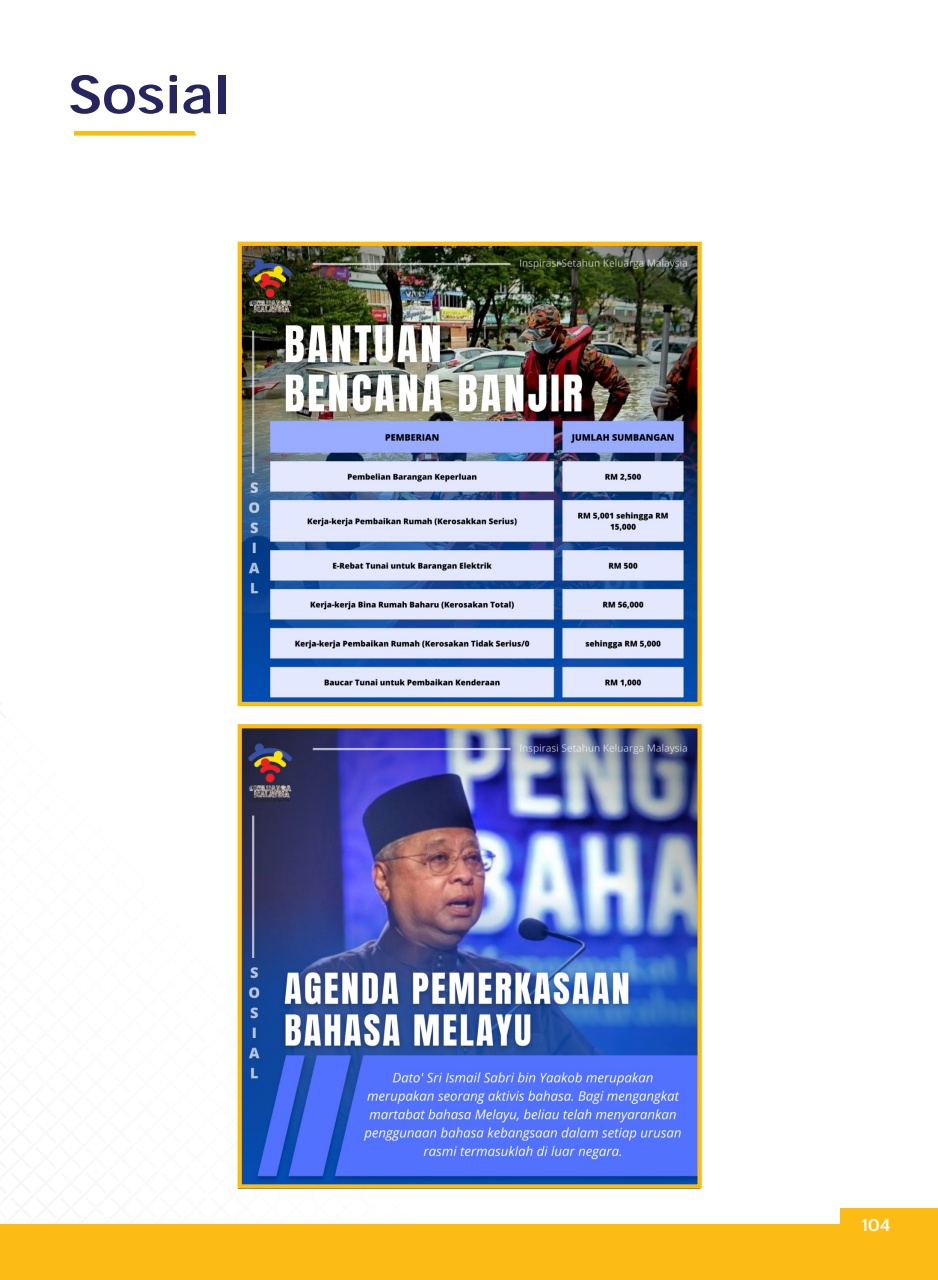 Sosial
Inspirasi Setahun Keluarga Malaysia
KELUARGA
MALAYSIA
BANTUAN
BENCANA BANJIR
PEMBERIAN JUMLAH SUMBANGAN
Pembelian Barangan Keperluan RM 2,500
Kerja-kerja Pembaikan Rumah (Kerosakkan Serius) RM 5,001 sehingga RM
15,000
E-Rebat Tunai untuk Barangan Elektrik RM 500
Kerja-kerja Bina Rumah Baharu (Kerosakan Total) RM 56,000
Kerja-kerja Pembaikan Rumah (Kerosakan Tidak Serius/0 sehingga RM 5,000
Baucar Tunai untuk Pembaikan Kenderaan RM 1,000
SOSIAL
Inspirasi Setahun Keluarga Malaysia
KELUARGA
MALAYSIA
PENGA
BAHA
AGENDA PEMERKASAAN
BAHASA MELAYU
SOSIAL
Dato' Sri Ismail Sabri bin Yaakob merupakan
merupakan seorang aktivis bahasa. Bagi mengangkat
martabat bahasa Melayu, beliau telah menyarankan
penggunaan bahasa kebangsaan dalam setiap urusan
rasmi termasuklah di luar negara.
104